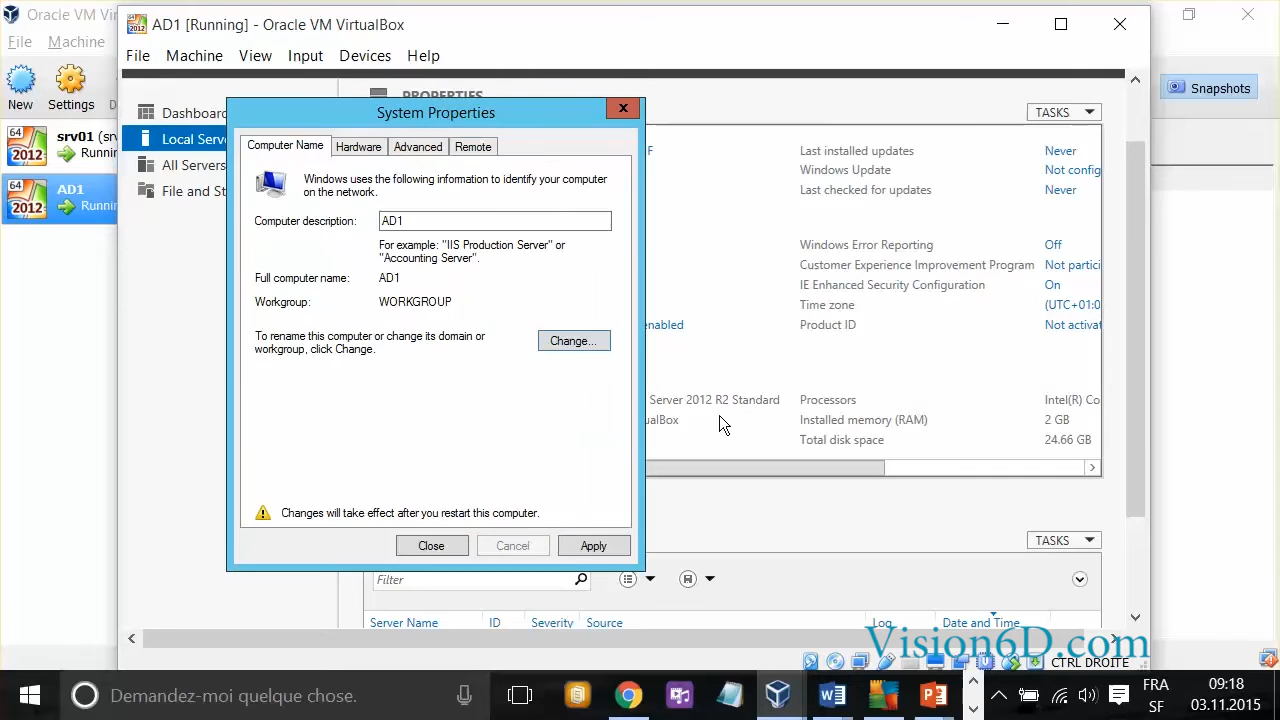 Oracle VM
File Machine
New Settings
srv01
Running
AD1
Running
AD1 [Running] - Oracle VM VirtualBox
File Machine View Input Devices Help
Snapshots
PROPERTIES
TASKS
Dashboard
Local Serve
All Servers
File and St
System Properties
Computer Name Hardware Advanced Remote
Windows uses the following information to identify your computer
on the network.
Computer description: AD1
For example: "IIS Production Server" or
"Accounting Server".
Full computer name: AD1
Workgroup: WORKGROUP
To rename this computer or change its domain or
workgroup, click Change.
Change...
Changes will take effect after you restart this computer.
Close Cancel Apply
Last installed updates Never
Windows Update Not config
Last checked for updates Never
Windows Error Reporting Off
Customer Experience Improvement Program Not partici
IE Enhanced Security Configuration On
Time zone (UTC+01:0
enabled Product ID Not activat
Server 2012 R2 Standard Processors Intel(R) Co
ualBox Installed memory (RAM) 2 GB
Total disk space 24.66 GB
TASKS
Filter
Server Name ID Severity Source Log Date and Time
Vision6D.com
CTRL DROITE
Demandez-moi quelque chose.
FRA
SF
09:18
03.11.2015